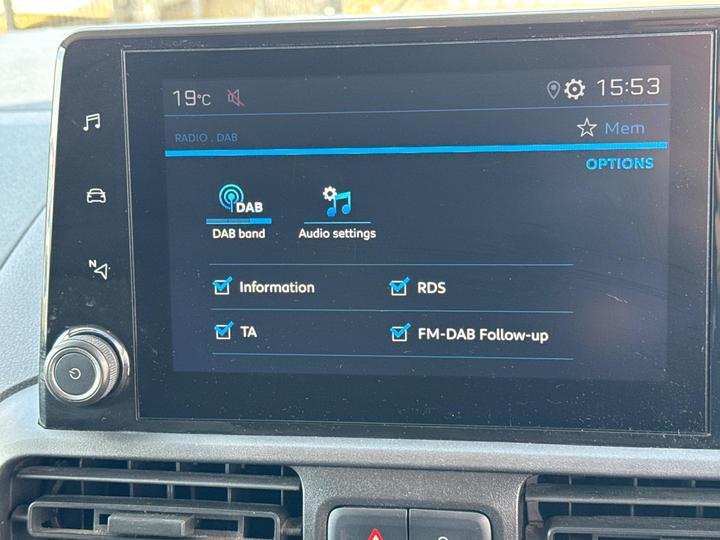 19°C
15:53
RADIO . DAB
Mem
OPTIONS
DAB
DAB band
Audio settings
Information
RDS
TA
FM-DAB Follow-up
N